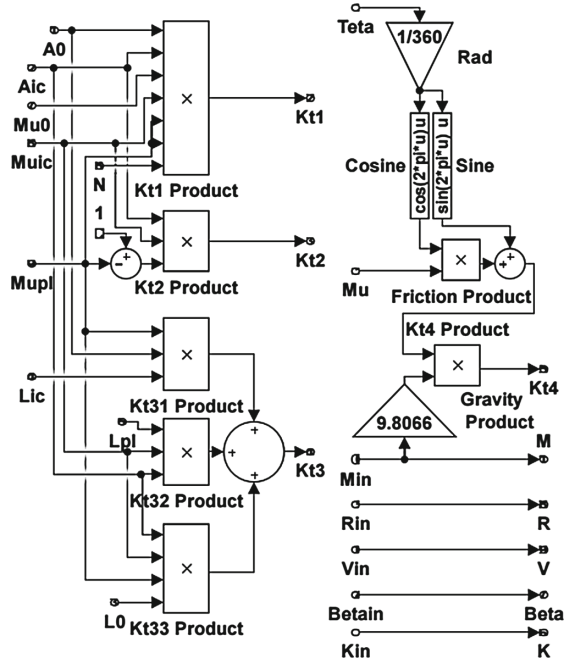 A0
Aic
Mu0
Muic
N
1
Mupl
Lic
Lpl
L0
×
Kt1 Product
Kt1
×
Kt2 Product
Kt2
+
-
×
Kt31 Product
×
Kt32 Product
×
Kt33 Product
+
+
+
Kt3
Teta
1/360
Rad
Cosine
cos(2*pi*u)u
sin(2*pi*u) u
Sine
Mu
×
Friction Product
+
+
Kt4 Product
×
Kt4
Gravity
Product
9.8066
Min
M
Rin
R
Vin
V
Betain
Beta
Kin
K